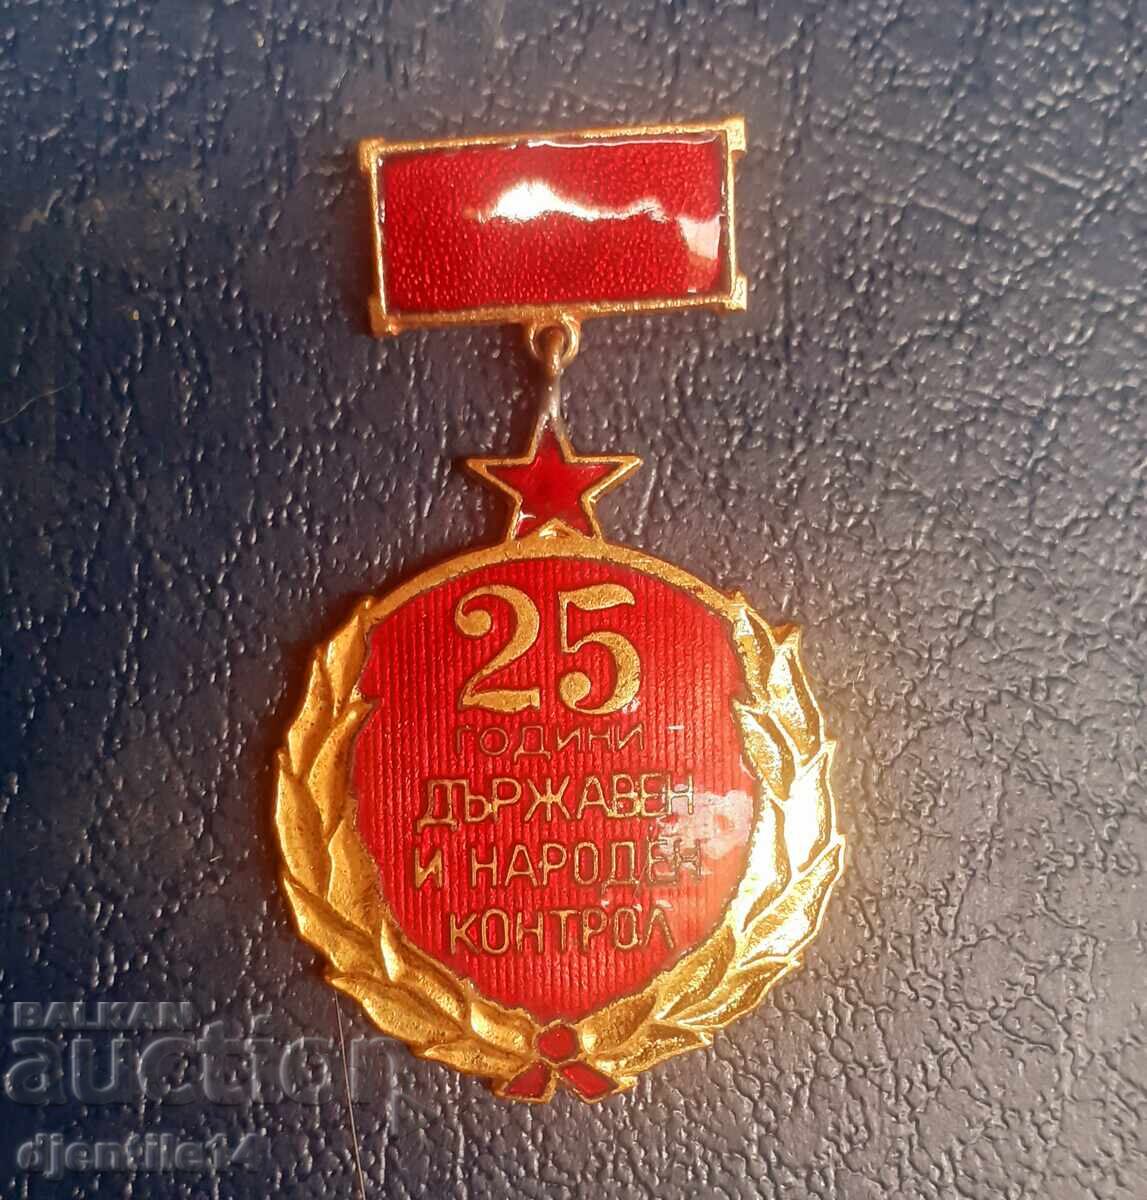 25
години
ДЪРЖАВЕН
И НАРОДЕН
КОНТРОЛ
BALKAN
auction
djentile14